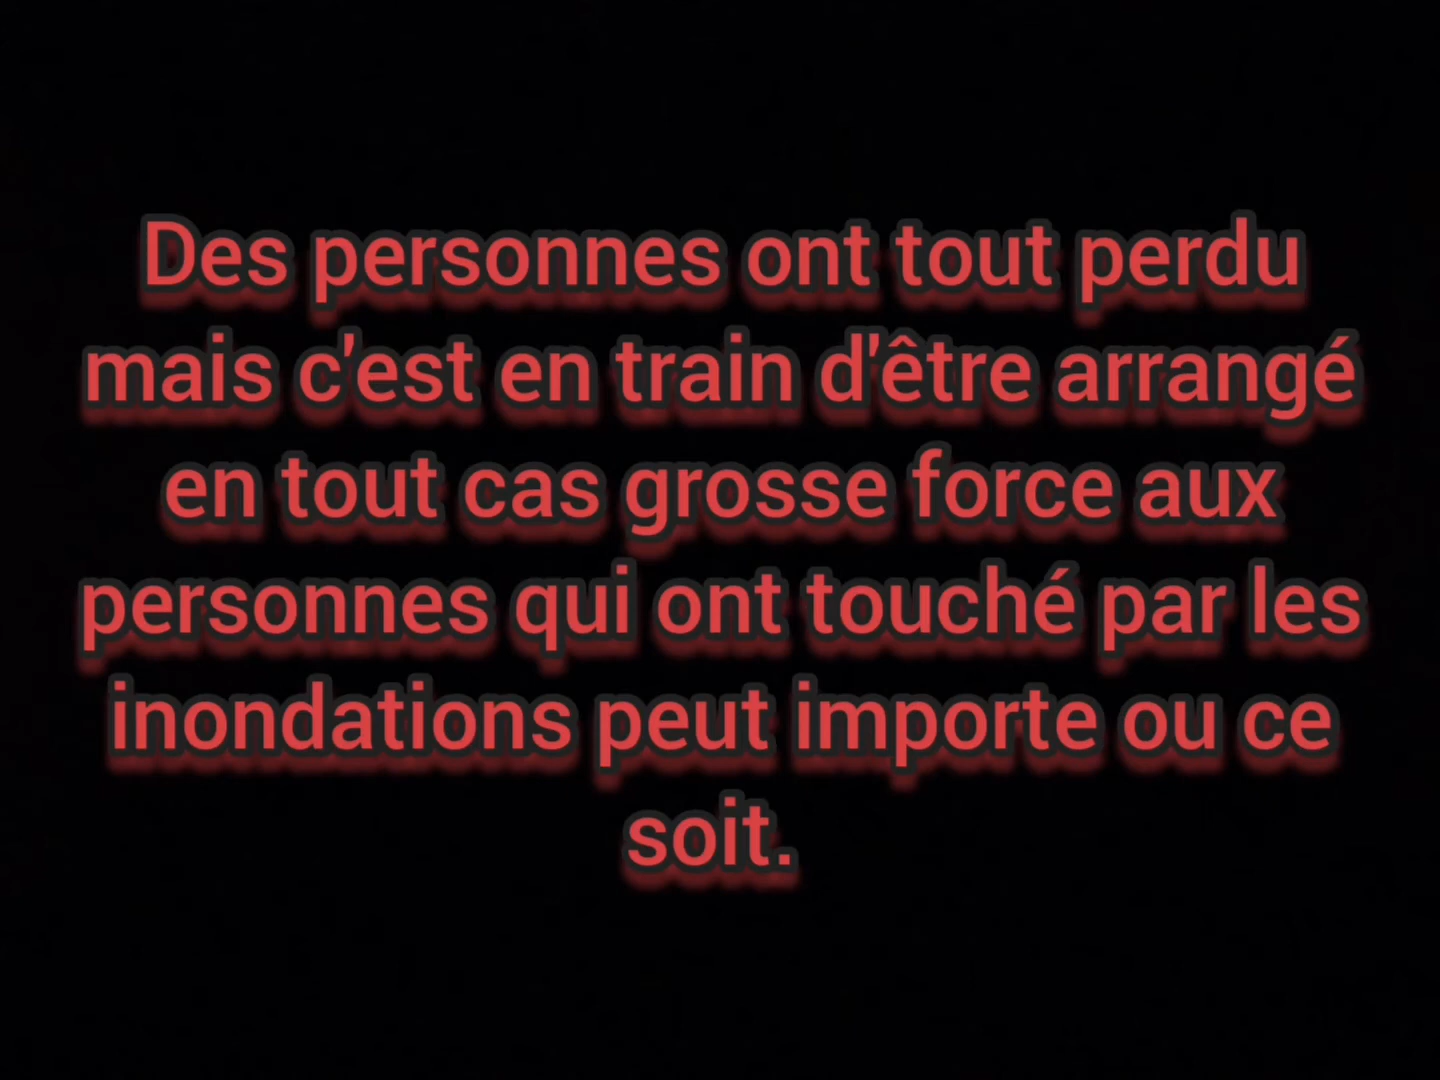 Des personnes ont tout perdu
mais c'est en train d'être arrangé
en tout cas grosse force aux
personnes qui ont touché par les
inondations peut importe ou ce
soit.